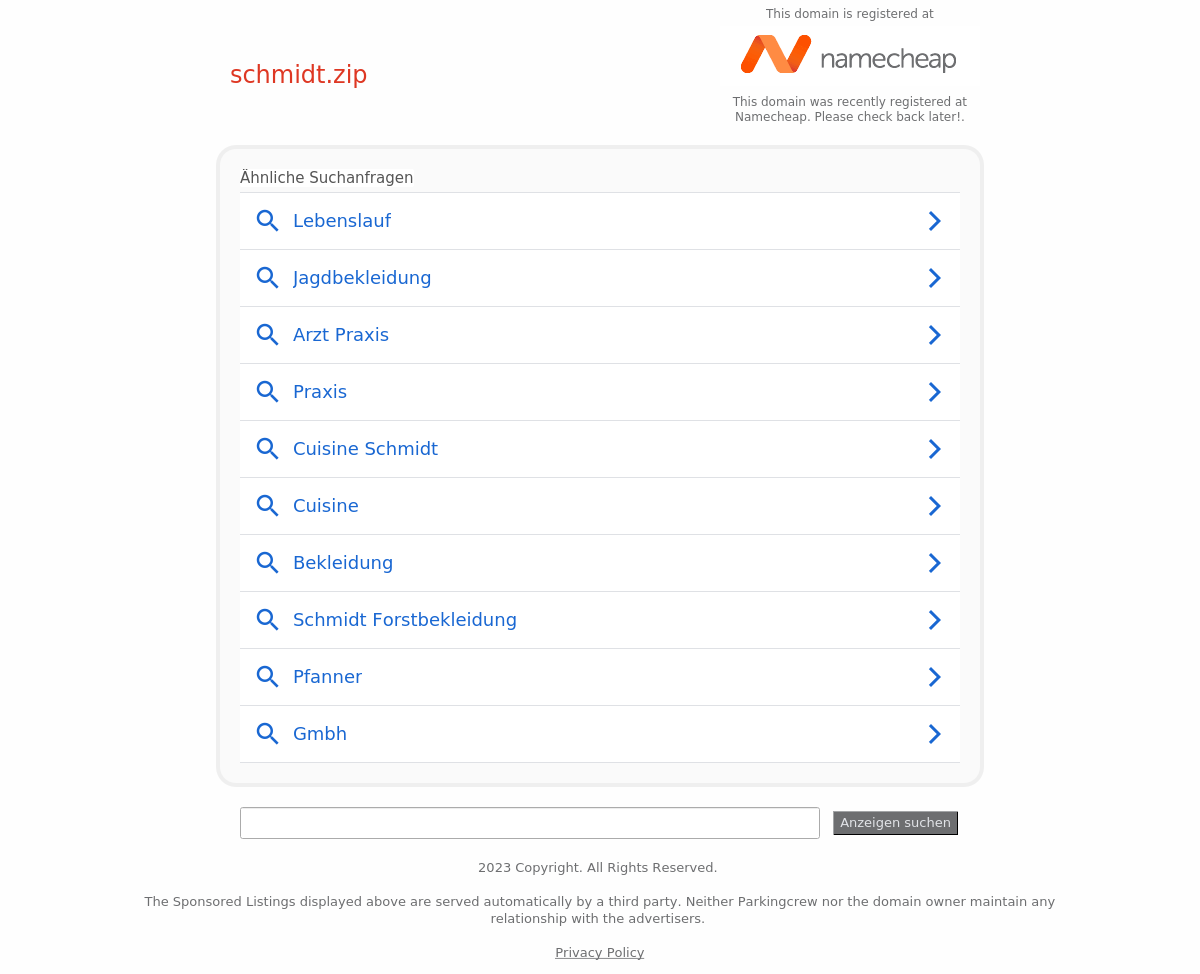 This domain is registered at
namecheap
schmidt.zip
This domain was recently registered at
Namecheap. Please check back later!.
Ähnliche Suchanfragen
Lebenslauf
Jagdbekleidung
Arzt Praxis
Praxis
Cuisine Schmidt
Cuisine
Bekleidung
Schmidt Forstbekleidung
Pfanner
Gmbh
Anzeigen suchen
2023 Copyright. All Rights Reserved.
The Sponsored Listings displayed above are served automatically by a third party. Neither Parkingcrew nor the domain owner maintain any
relationship with the advertisers.
Privacy Policy